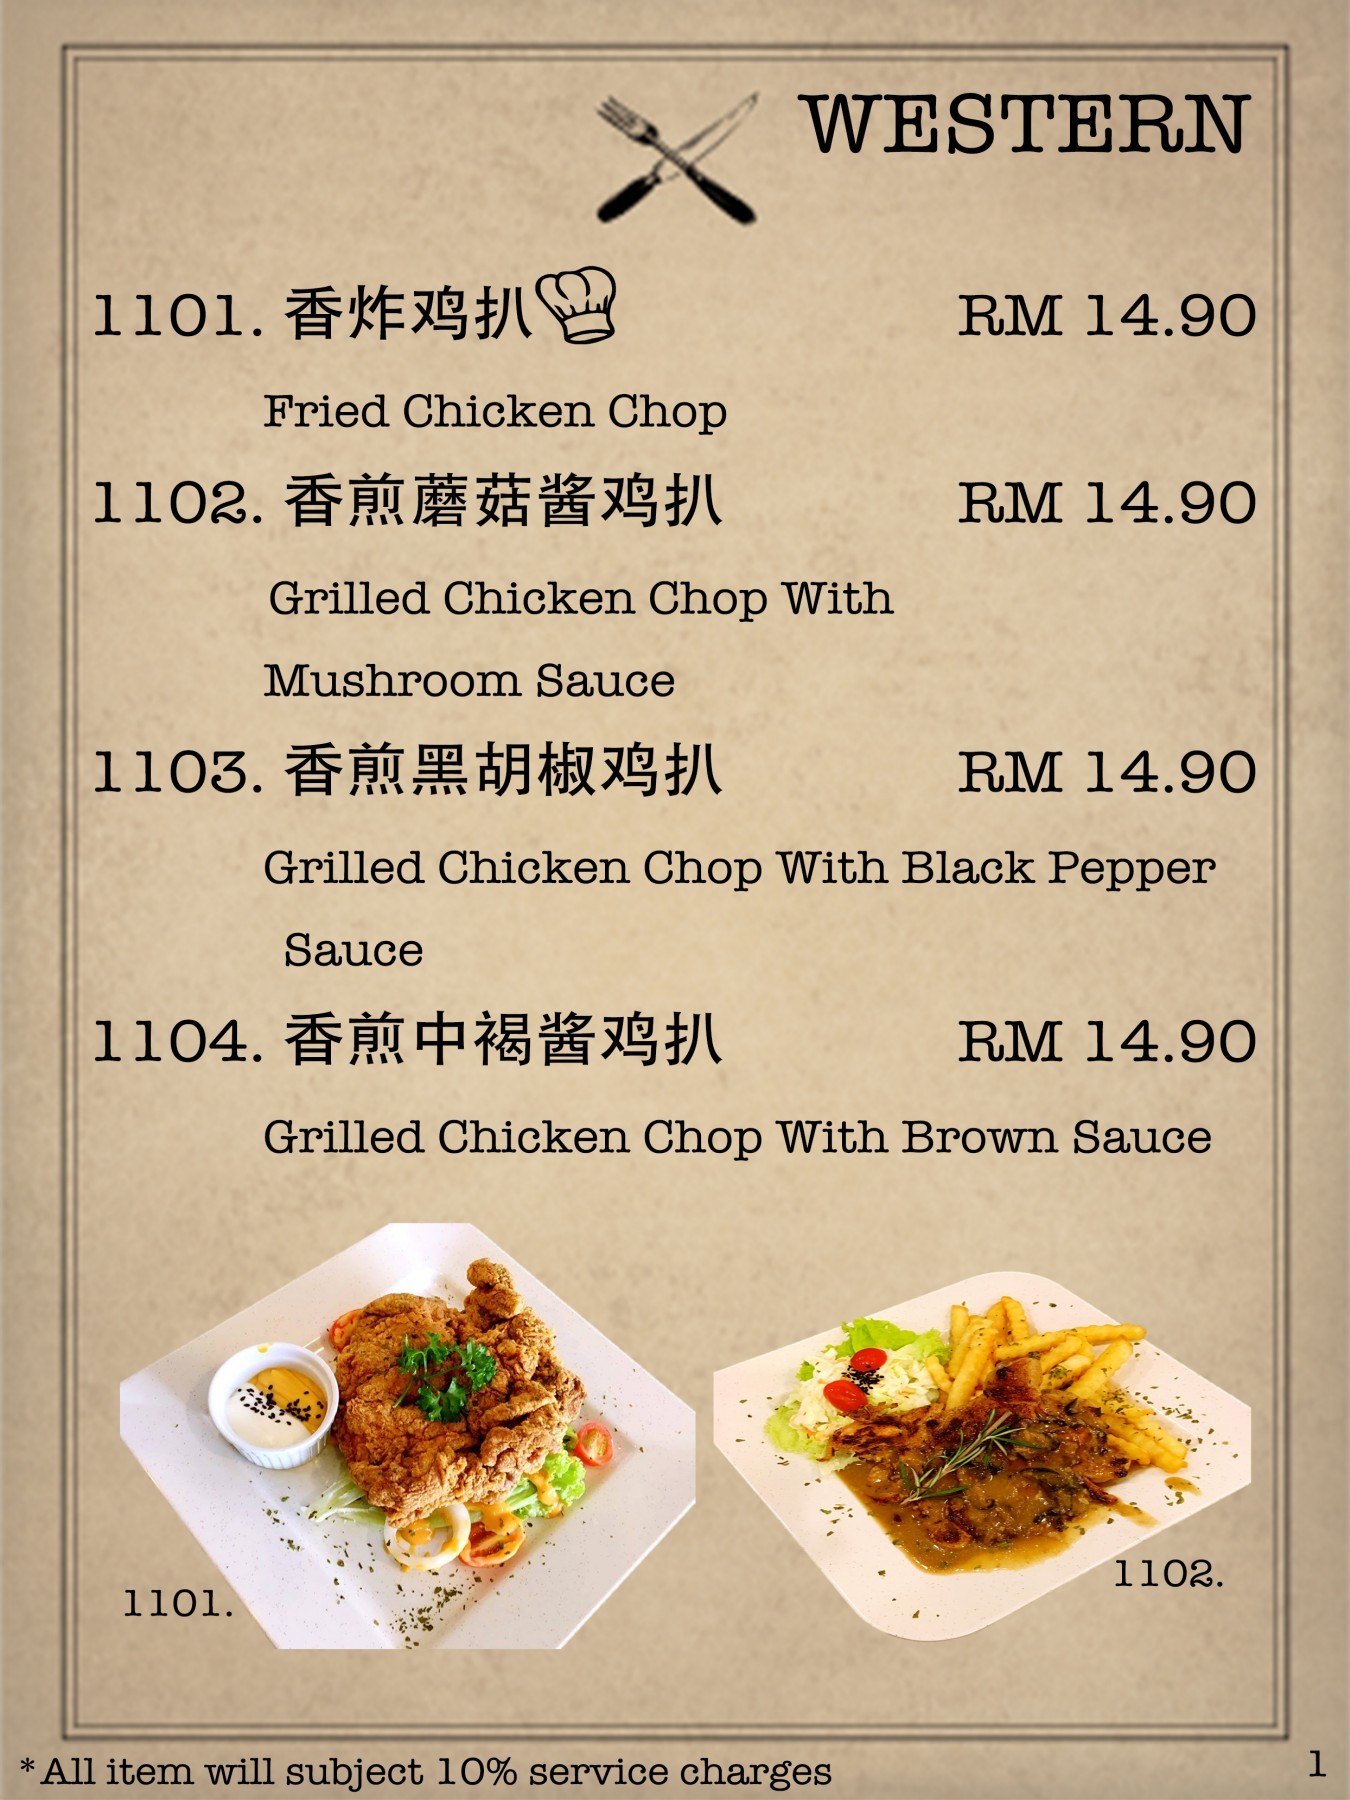 WESTERN
1101. 香炸鸡扒 RM 14.90
Fried Chicken Chop
1102. 香煎蘑菇酱鸡扒 RM 14.90
Grilled Chicken Chop With
Mushroom Sauce
1103. 香煎黑胡椒鸡扒 RM 14.90
Grilled Chicken Chop With Black Pepper
Sauce
1104. 香煎中褐酱鸡扒 RM 14.90
Grilled Chicken Chop With Brown Sauce
1101.
1102.
*All item will subject 10% service charges
1